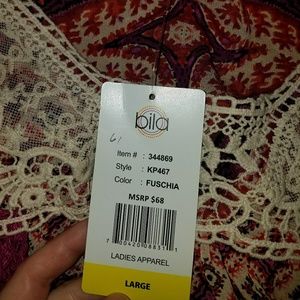 bila
Item # : 344869
Style : KP467
Color : FUSCHIA
MSRP $68
LADIES APPAREL
LARGE